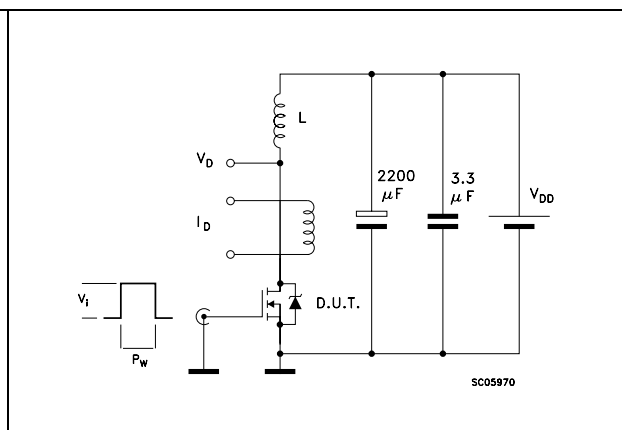 L
V_D
2200
μF
3.3
μF
V_DD
I_D
V_i
D.U.T.
P_W
SC05970